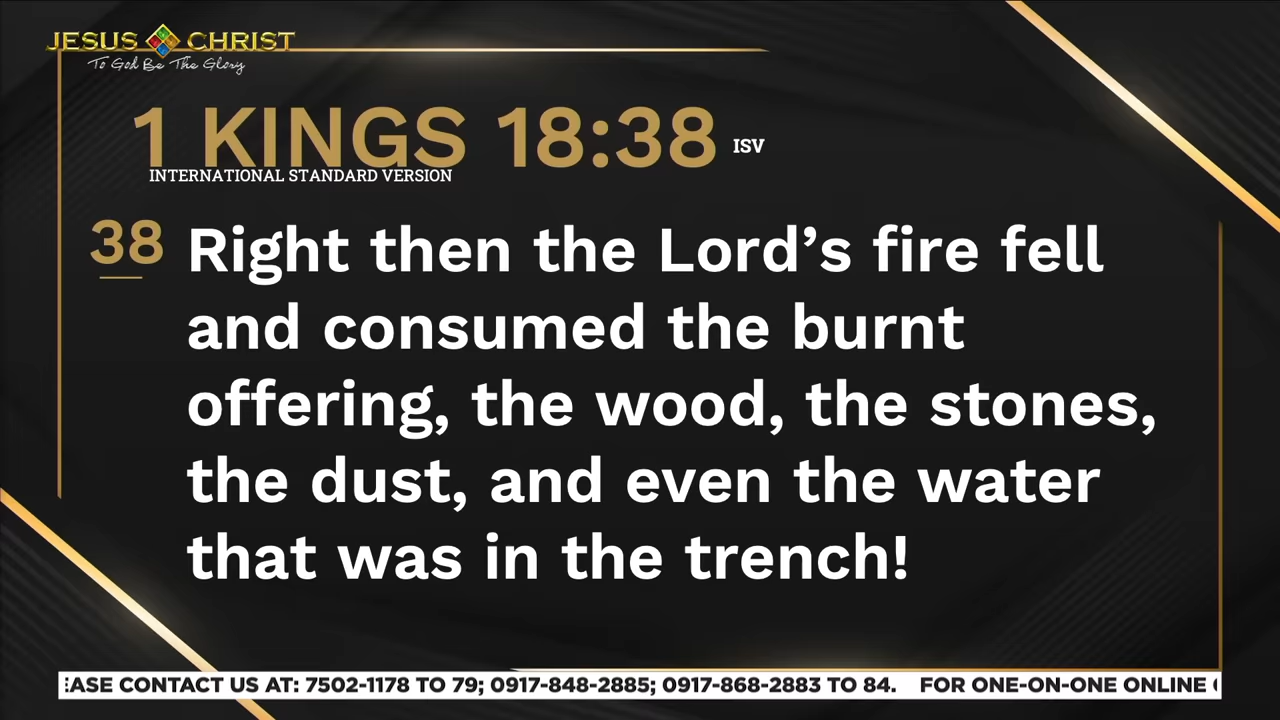 JESUS CHRIST
To God Be The Glory
1 KINGS 18:38 ISV
INTERNATIONAL STANDARD VERSION
38 Right then the Lord’s fire fell
and consumed the burnt
offering, the wood, the stones,
the dust, and even the water
that was in the trench!
EASE CONTACT US AT: 7502-1178 TO 79; 0917-848-2885; 0917-868-2883 TO 84. FOR ONE-ON-ONE ONLINE